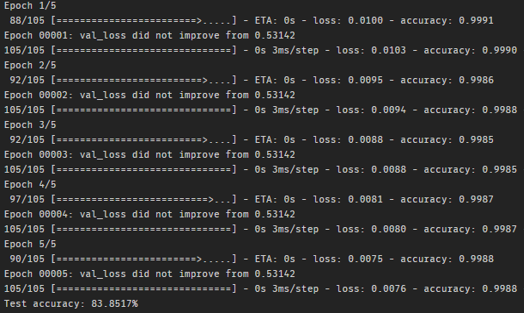 Epoch 1/5
 88/105 [========================>.....] - ETA: 0s - loss: 0.0100 - accuracy: 0.9991
Epoch 00001: val_loss did not improve from 0.53142
105/105 [==============================] - 0s 3ms/step - loss: 0.0103 - accuracy: 0.9990
Epoch 2/5
 92/105 [=========================>....] - ETA: 0s - loss: 0.0095 - accuracy: 0.9986
Epoch 00002: val_loss did not improve from 0.53142
105/105 [==============================] - 0s 3ms/step - loss: 0.0094 - accuracy: 0.9988
Epoch 3/5
 92/105 [=========================>....] - ETA: 0s - loss: 0.0088 - accuracy: 0.9985
Epoch 00003: val_loss did not improve from 0.53142
105/105 [==============================] - 0s 3ms/step - loss: 0.0088 - accuracy: 0.9985
Epoch 4/5
 97/105 [==========================>...] - ETA: 0s - loss: 0.0081 - accuracy: 0.9987
Epoch 00004: val_loss did not improve from 0.53142
105/105 [==============================] - 0s 3ms/step - loss: 0.0080 - accuracy: 0.9987
Epoch 5/5
 90/105 [========================>.....] - ETA: 0s - loss: 0.0075 - accuracy: 0.9988
Epoch 00005: val_loss did not improve from 0.53142
105/105 [==============================] - 0s 3ms/step - loss: 0.0076 - accuracy: 0.9988
Test accuracy: 83.8517%